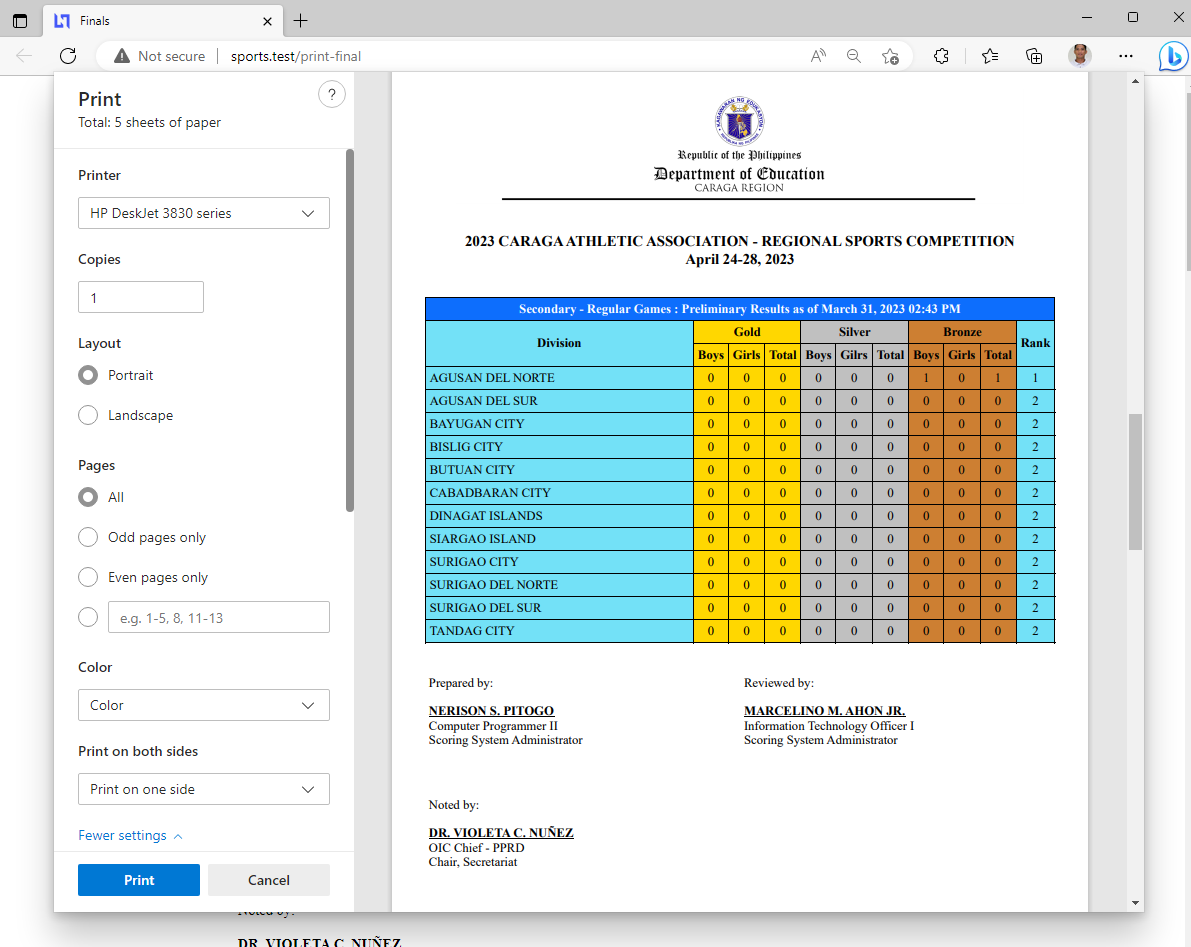 Finals
Not secure
sports.test/print-final
Print
Total: 5 sheets of paper
?
Printer
HP DeskJet 3830 series
Copies
1
Layout
Portrait
Landscape
Pages
All
Odd pages only
Even pages only
e.g. 1-5, 8, 11-13
Color
Color
Print on both sides
Print on one side
Fewer settings
Print
Cancel
Republic of the Philippines
Department of Education
CARAGA REGION
2023 CARAGA ATHLETIC ASSOCIATION - REGIONAL SPORTS COMPETITION
April 24-28, 2023
Secondary - Regular Games : Preliminary Results as of March 31, 2023 02:43 PM
Division Gold Silver Bronze Rank
Boys Girls Total Boys Gilrs Total Boys Girls Total
AGUSAN DEL NORTE 0 0 0 0 0 0 1 0 1 1
AGUSAN DEL SUR 0 0 0 0 0 0 0 0 0 2
BAYUGAN CITY 0 0 0 0 0 0 0 0 0 2
BISLIG CITY 0 0 0 0 0 0 0 0 0 2
BUTUAN CITY 0 0 0 0 0 0 0 0 0 2
CABADBARAN CITY 0 0 0 0 0 0 0 0 0 2
DINAGAT ISLANDS 0 0 0 0 0 0 0 0 0 2
SIARGAO ISLAND 0 0 0 0 0 0 0 0 0 2
SURIGAO CITY 0 0 0 0 0 0 0 0 0 2
SURIGAO DEL NORTE 0 0 0 0 0 0 0 0 0 2
SURIGAO DEL SUR 0 0 0 0 0 0 0 0 0 2
TANDAG CITY 0 0 0 0 0 0 0 0 0 2
Prepared by:
NERISON S. PITOGO
Computer Programmer II
Scoring System Administrator
Reviewed by:
MARCELINO M. AHON JR.
Information Technology Officer I
Scoring System Administrator
Noted by:
DR. VIOLETA C. NUÑEZ
OIC Chief - PPRD
Chair, Secretariat
Noted by:
DR. VIOLETA C. NUÑEZ